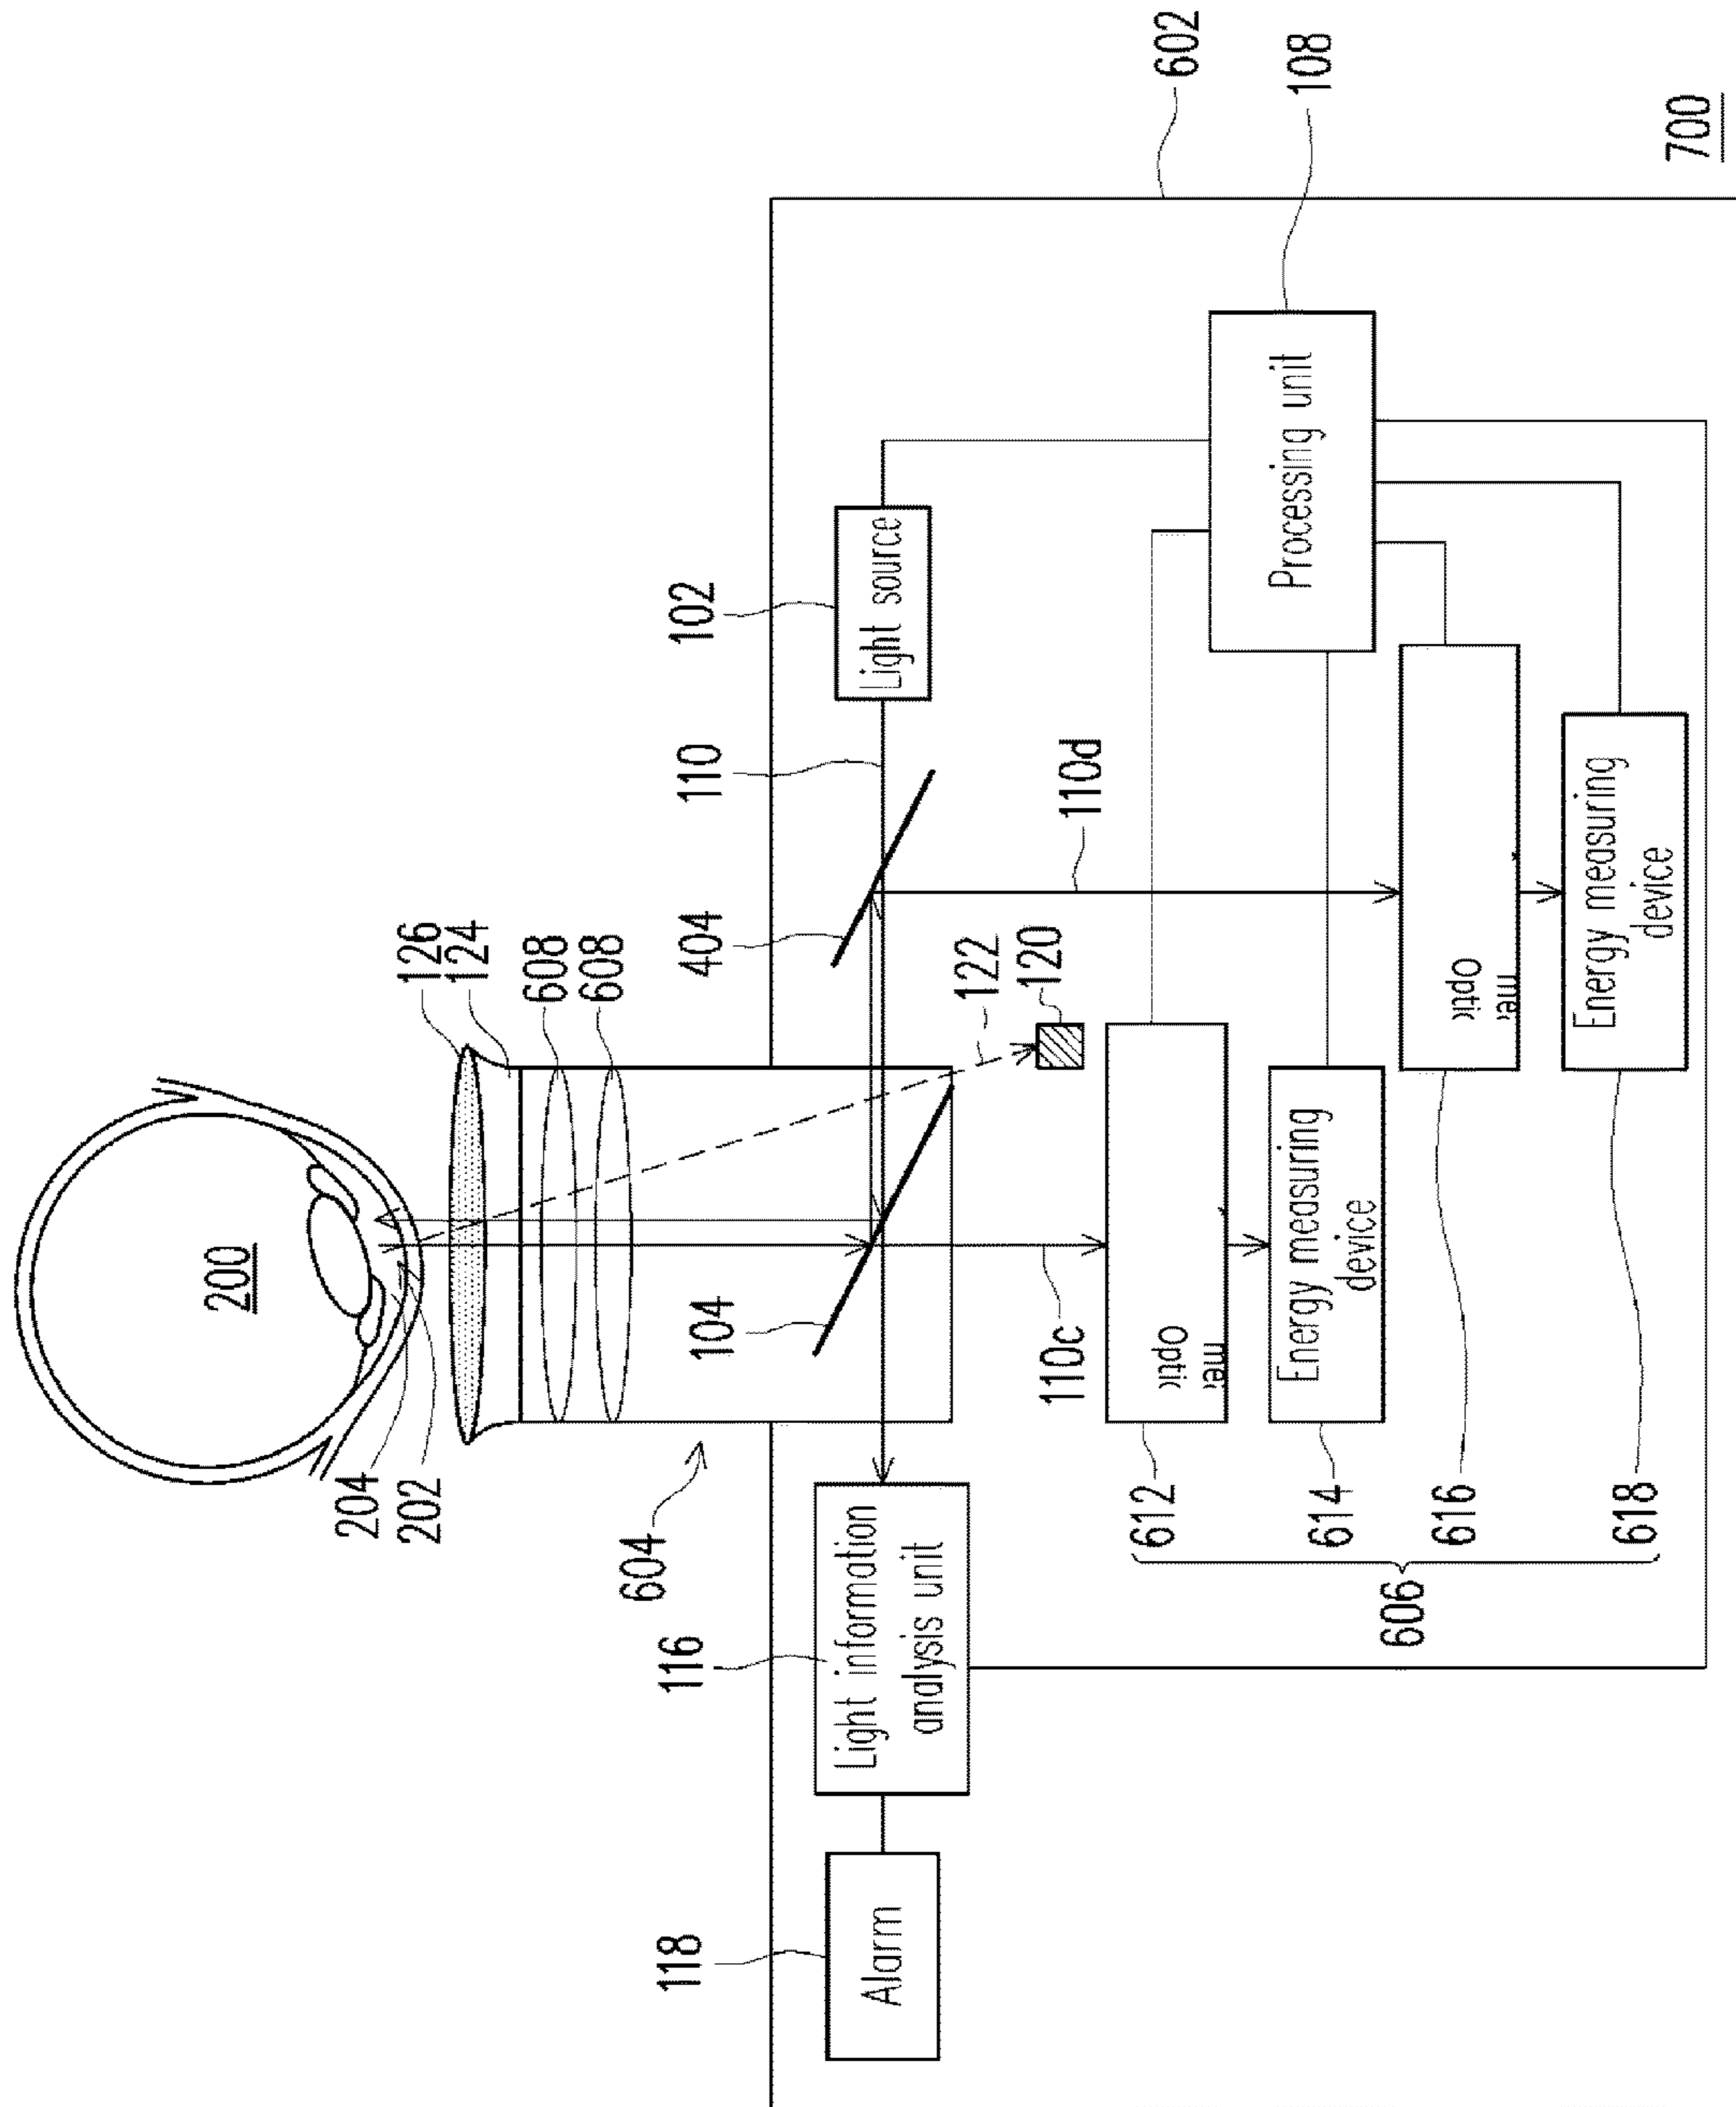 200
204
202
126
124
608
608
604
118
116
104
404
110
102
Alarm
Light information
analysis unit
Light source
122
120
110c
110d
612
614
616
618
606
Optic
Energy measuring
device
Optic
Energy measuring
device
Processing unit
602
108
700